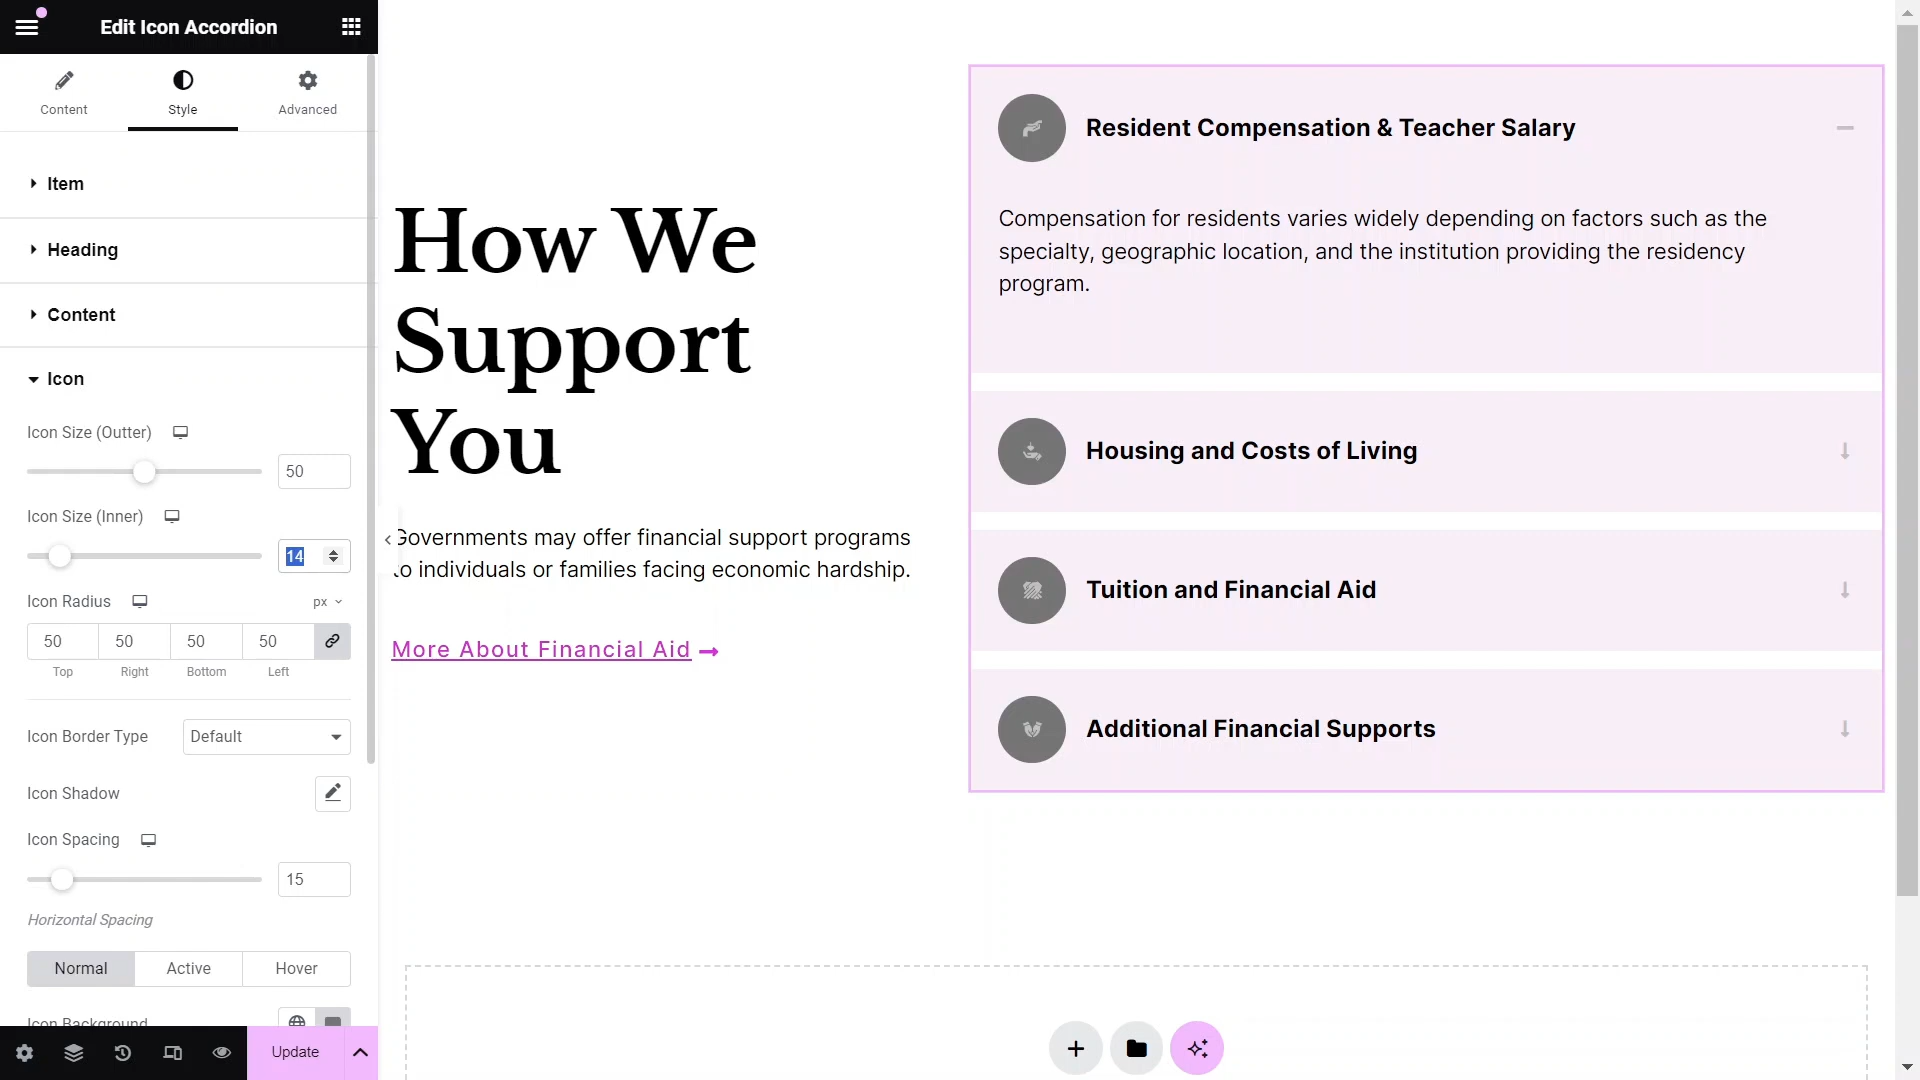 Edit Icon Accordion
Content
Style
Advanced
Item
Heading
Content
Icon
Icon Size (Outter)
50
Icon Size (Inner)
14
Icon Radius
px
50 50 50 50
Top Right Bottom Left
Icon Border Type
Default
Icon Shadow
Icon Spacing
15
Horizontal Spacing
Normal Active Hover
Icon Background
Update
How We
Support
You
Governments may offer financial support programs
to individuals or families facing economic hardship.
More About Financial Aid
Resident Compensation & Teacher Salary
Compensation for residents varies widely depending on factors such as the
specialty, geographic location, and the institution providing the residency
program.
Housing and Costs of Living
Tuition and Financial Aid
Additional Financial Supports